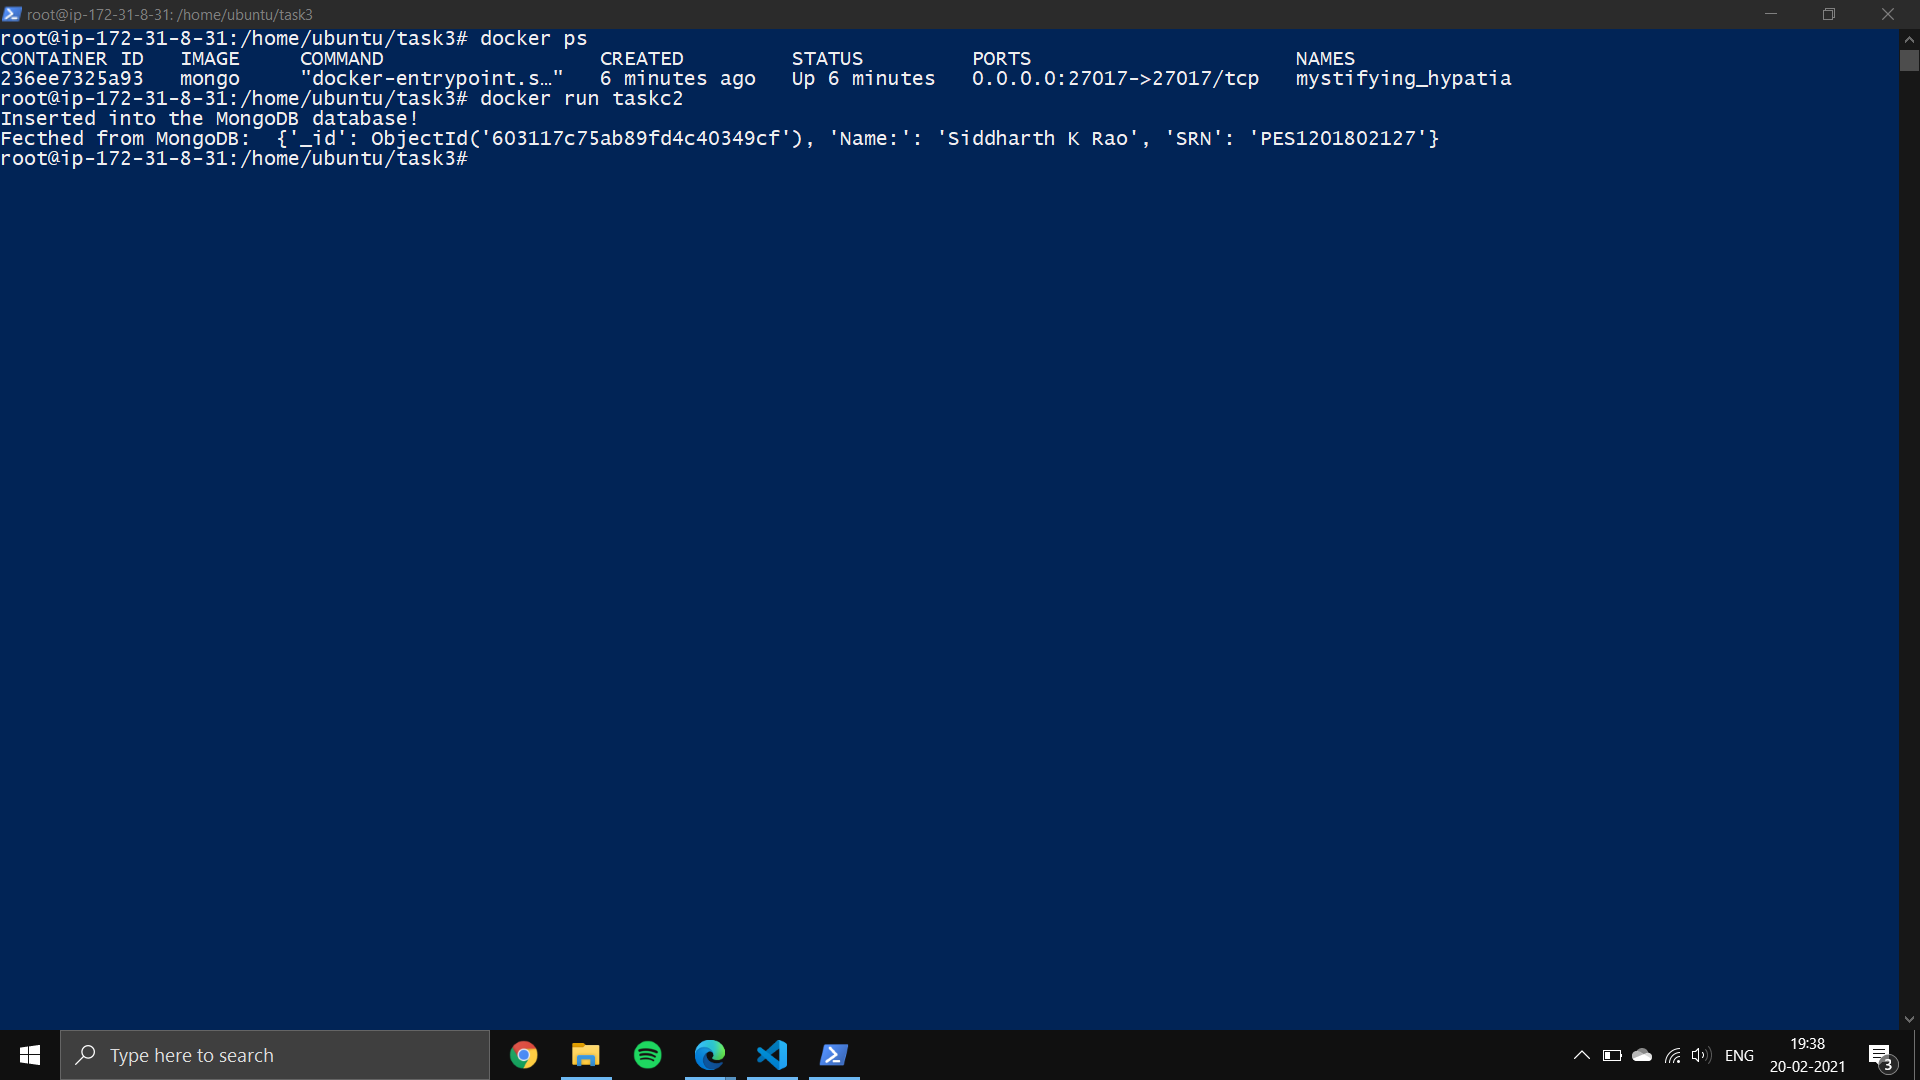 root@ip-172-31-8-31: /home/ubuntu/task3
root@ip-172-31-8-31:/home/ubuntu/task3# docker ps
CONTAINER ID   IMAGE     COMMAND                  CREATED         STATUS         PORTS                      NAMES
236ee7325a93   mongo     "docker-entrypoint.s…"   6 minutes ago   Up 6 minutes   0.0.0.0:27017->27017/tcp   mystifying_hypatia
root@ip-172-31-8-31:/home/ubuntu/task3# docker run taskc2
Inserted into the MongoDB database!
Fecthed from MongoDB:  {'_id': ObjectId('603117c75ab89fd4c40349cf'), 'Name:': 'Siddharth K Rao', 'SRN': 'PES1201802127'}
root@ip-172-31-8-31:/home/ubuntu/task3#
Type here to search
ENG
19:38
20-02-2021
3